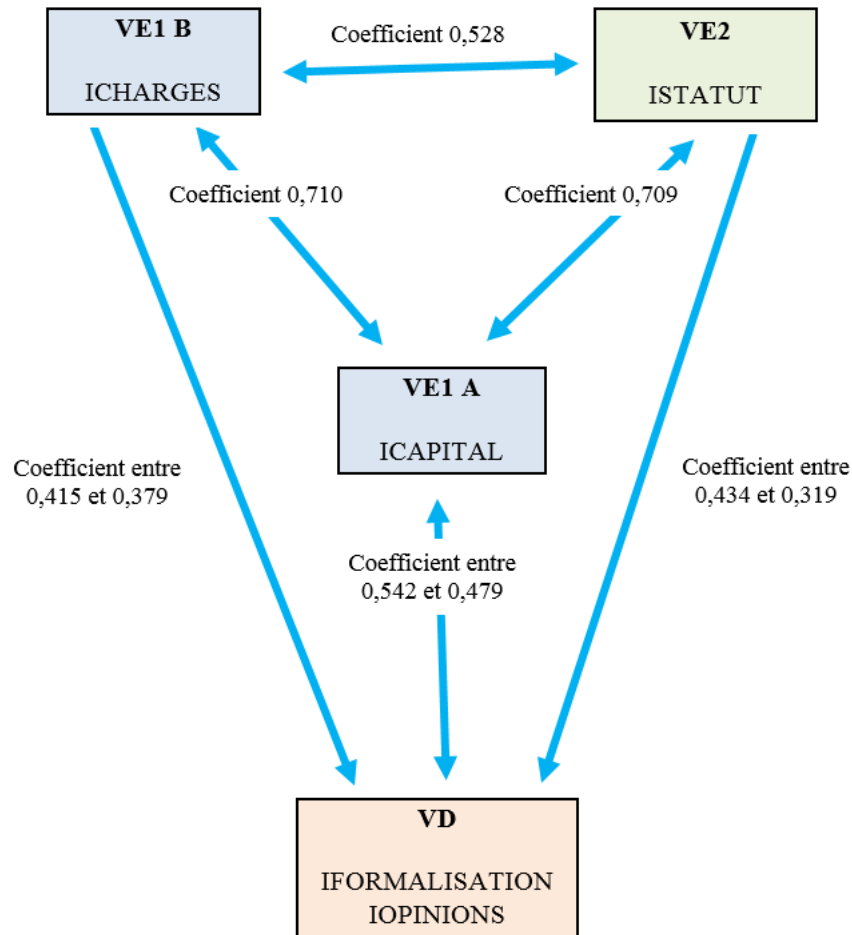 VE1 B
ICHARGES
Coefficient 0,528
VE2
ISTATUT
Coefficient 0,710
Coefficient 0,709
VE1 A
ICAPITAL
Coefficient entre
0,415 et 0,379
Coefficient entre
0,434 et 0,319
Coefficient entre
0,542 et 0,479
VD
IFORMALISATION
IOPINIONS